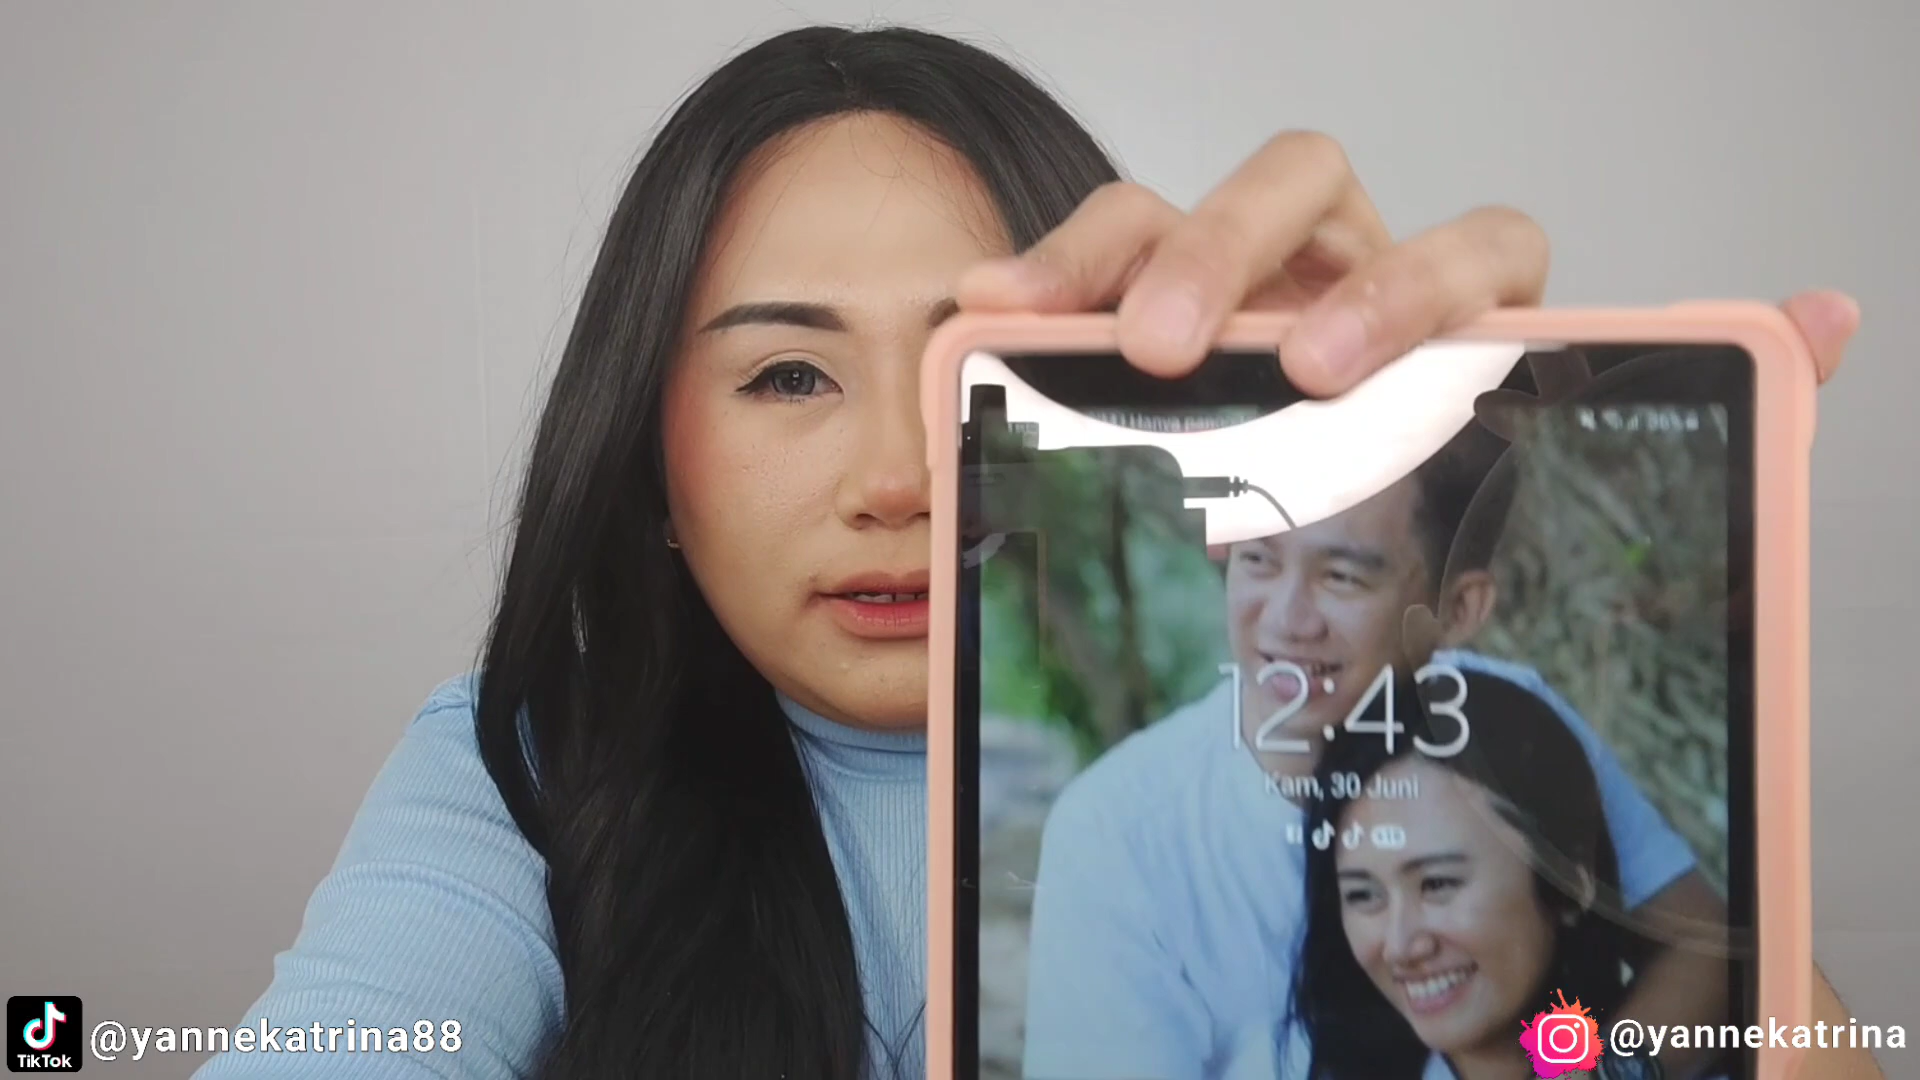 12:43
Kam, 30 Juni
TikTok
@yannekatrina88
@yannekatrina